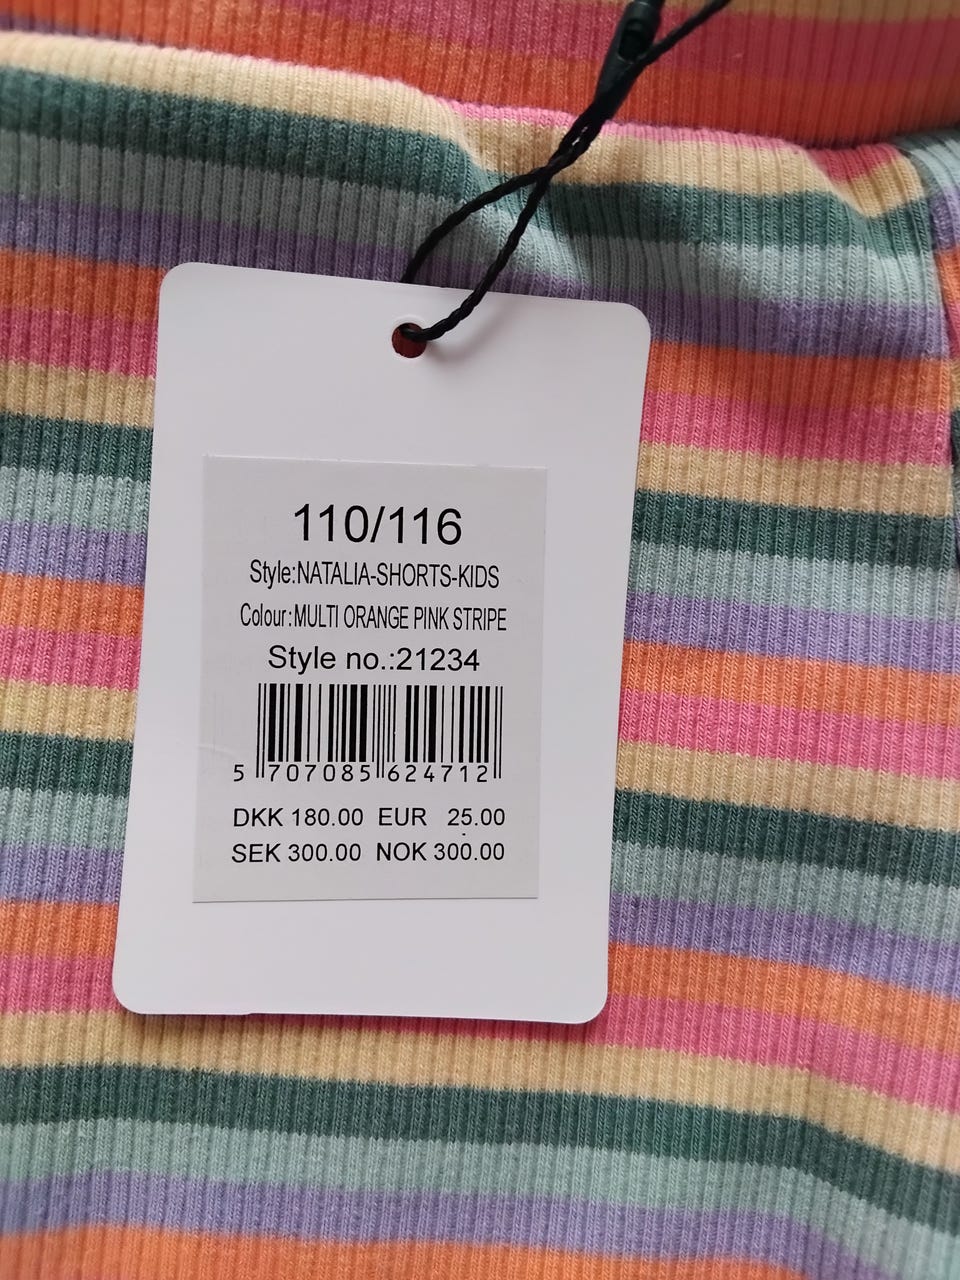 110/116
Style:NATALIA-SHORTS-KIDS
Colour:MULTI ORANGE PINK STRIPE
Style no.:21234
5 707085 624712
DKK 180.00 EUR 25.00
SEK 300.00 NOK 300.00